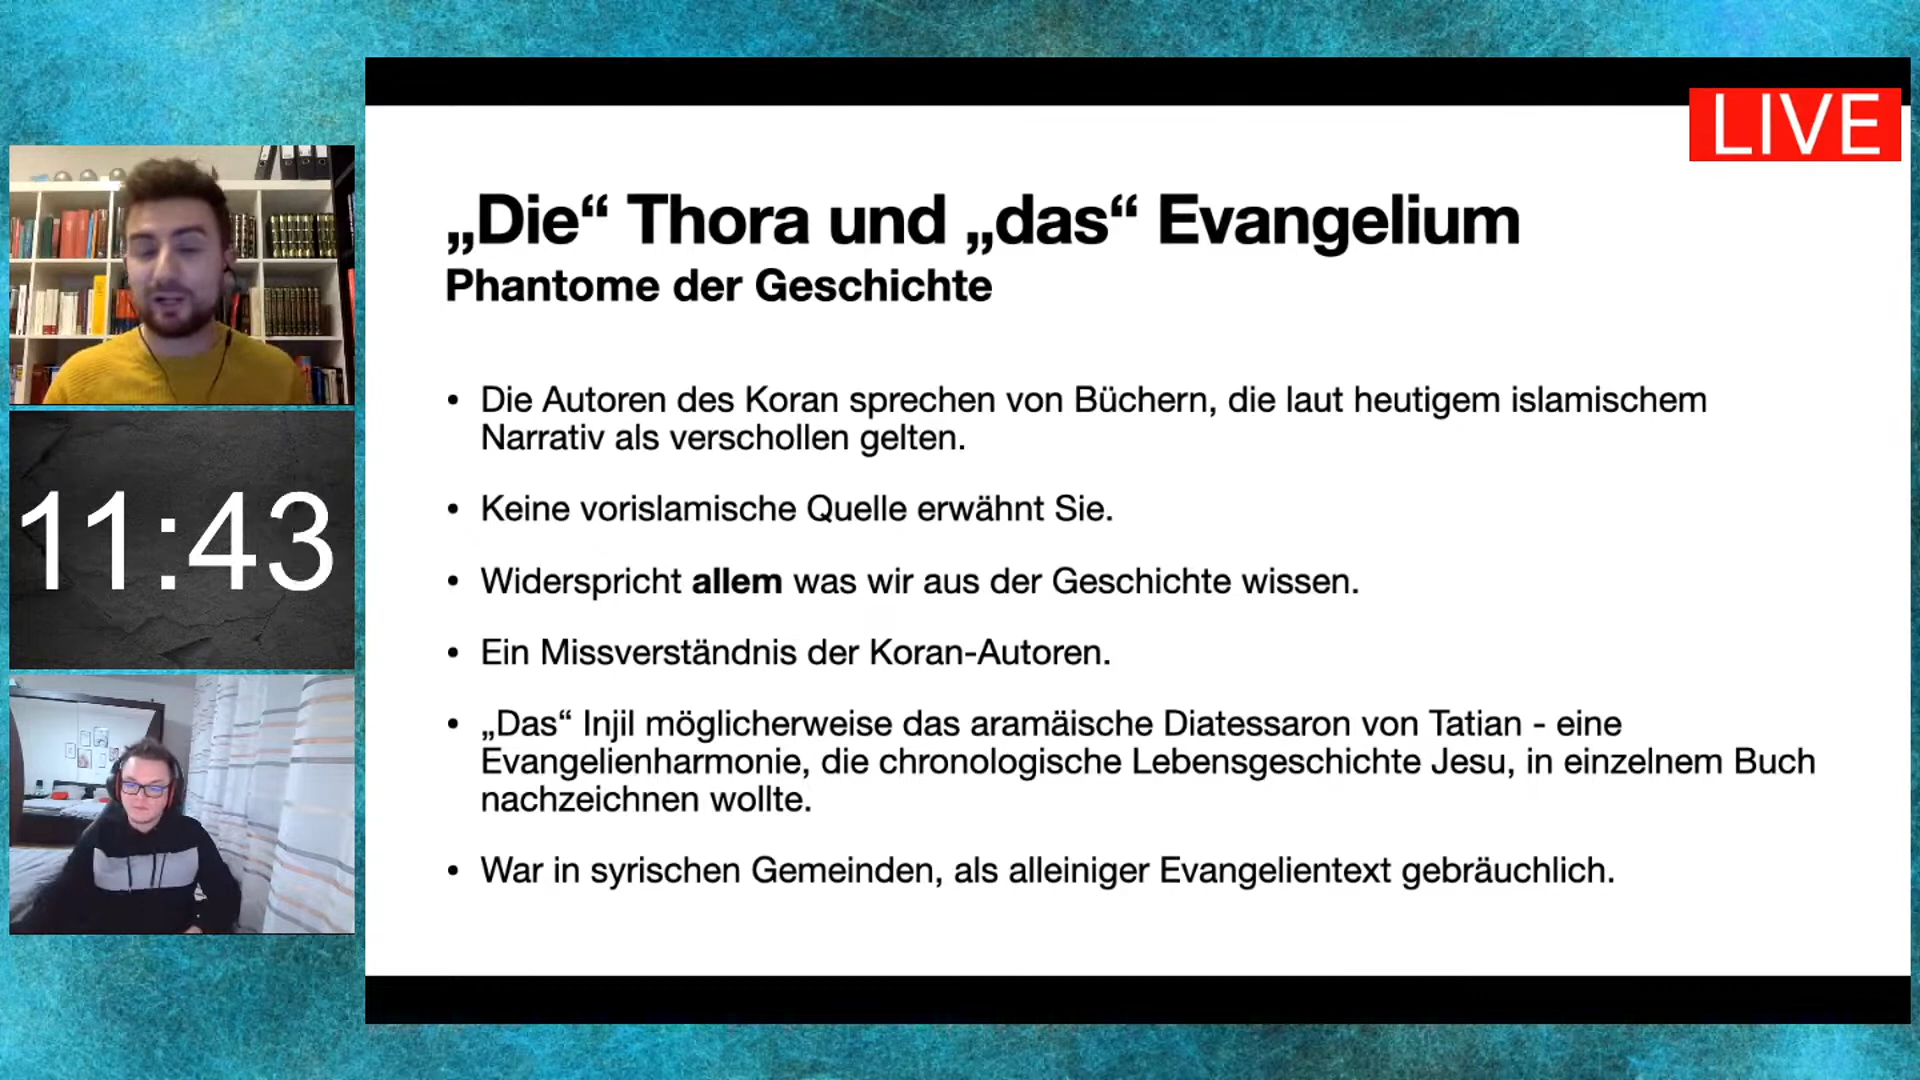 LIVE
„Die“ Thora und „das“ Evangelium
Phantome der Geschichte
• Die Autoren des Koran sprechen von Büchern, die laut heutigem islamischem
Narrativ als verschollen gelten.
• Keine vorislamische Quelle erwähnt Sie.
• Widerspricht allem was wir aus der Geschichte wissen.
• Ein Missverständnis der Koran-Autoren.
• „Das“ Injil möglicherweise das aramäische Diatessaron von Tatian - eine
Evangelienharmonie, die chronologische Lebensgeschichte Jesu, in einzelnem Buch
nachzeichnen wollte.
• War in syrischen Gemeinden, als alleiniger Evangelientext gebräuchlich.
11:43